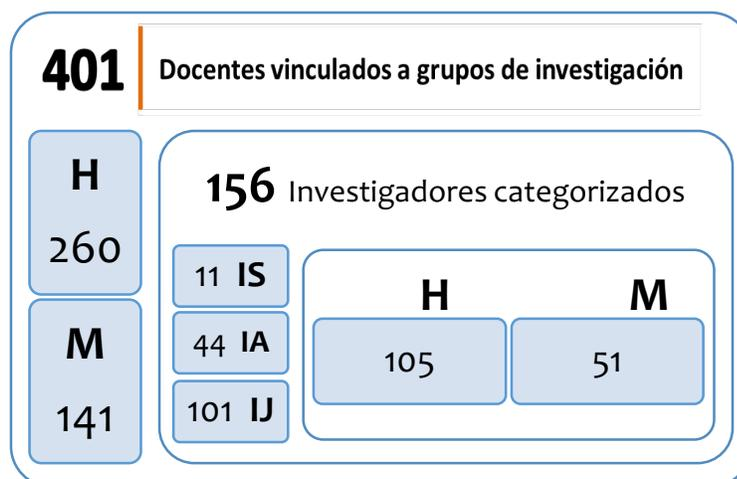 401 Docentes vinculados a grupos de investigación
H
260
M
141
156 Investigadores categorizados
11 IS
44 IA
101 IJ
H M
105 51